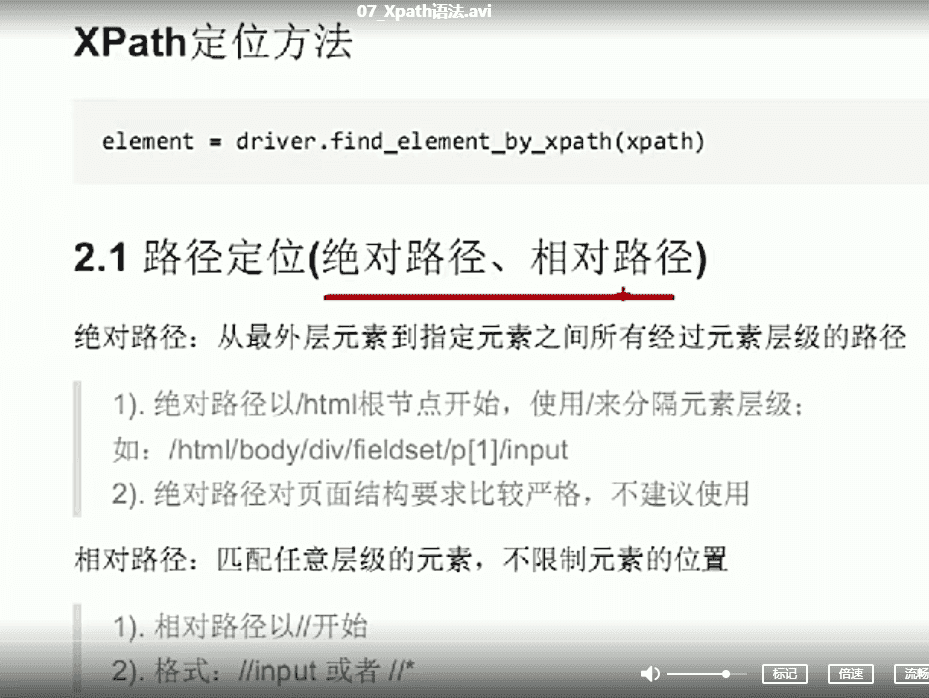 07_Xpath语法.avi
XPath定位方法
element = driver.find_element_by_xpath(xpath)
2.1 路径定位(绝对路径、相对路径)
绝对路径：从最外层元素到指定元素之间所有经过元素层级的路径
1). 绝对路径以/html根节点开始，使用/来分隔元素层级；
如：/html/body/div/fieldset/p[1]/input
2). 绝对路径对页面结构要求比较严格，不建议使用
相对路径：匹配任意层级的元素，不限制元素的位置
1). 相对路径以//开始
2). 格式：//input 或者 //*
标记 倍速 流畅